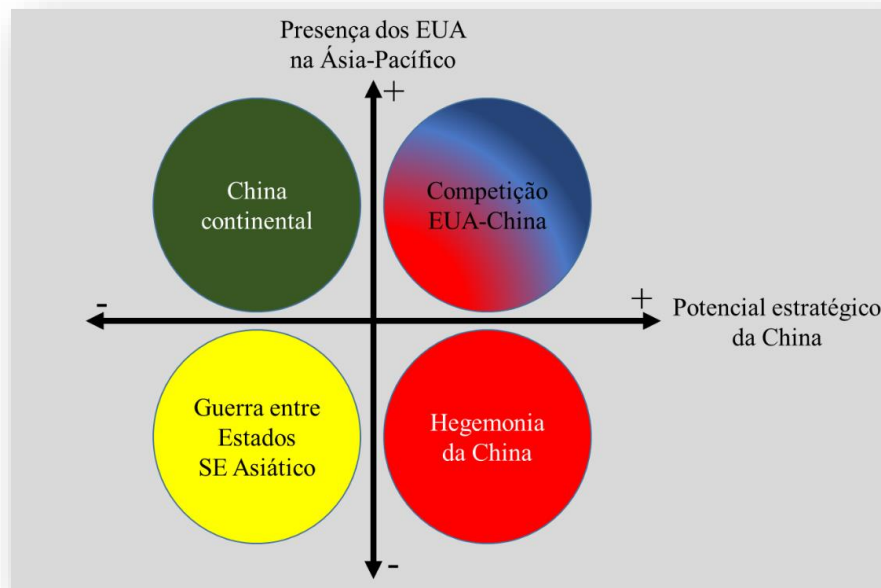 Presença dos EUA
na Ásia-Pacífico
+
China
continental
Competição
EUA-China
-
+
Potencial estratégico
da China
Guerra entre
Estados
SE Asiático
Hegemonia
da China
-